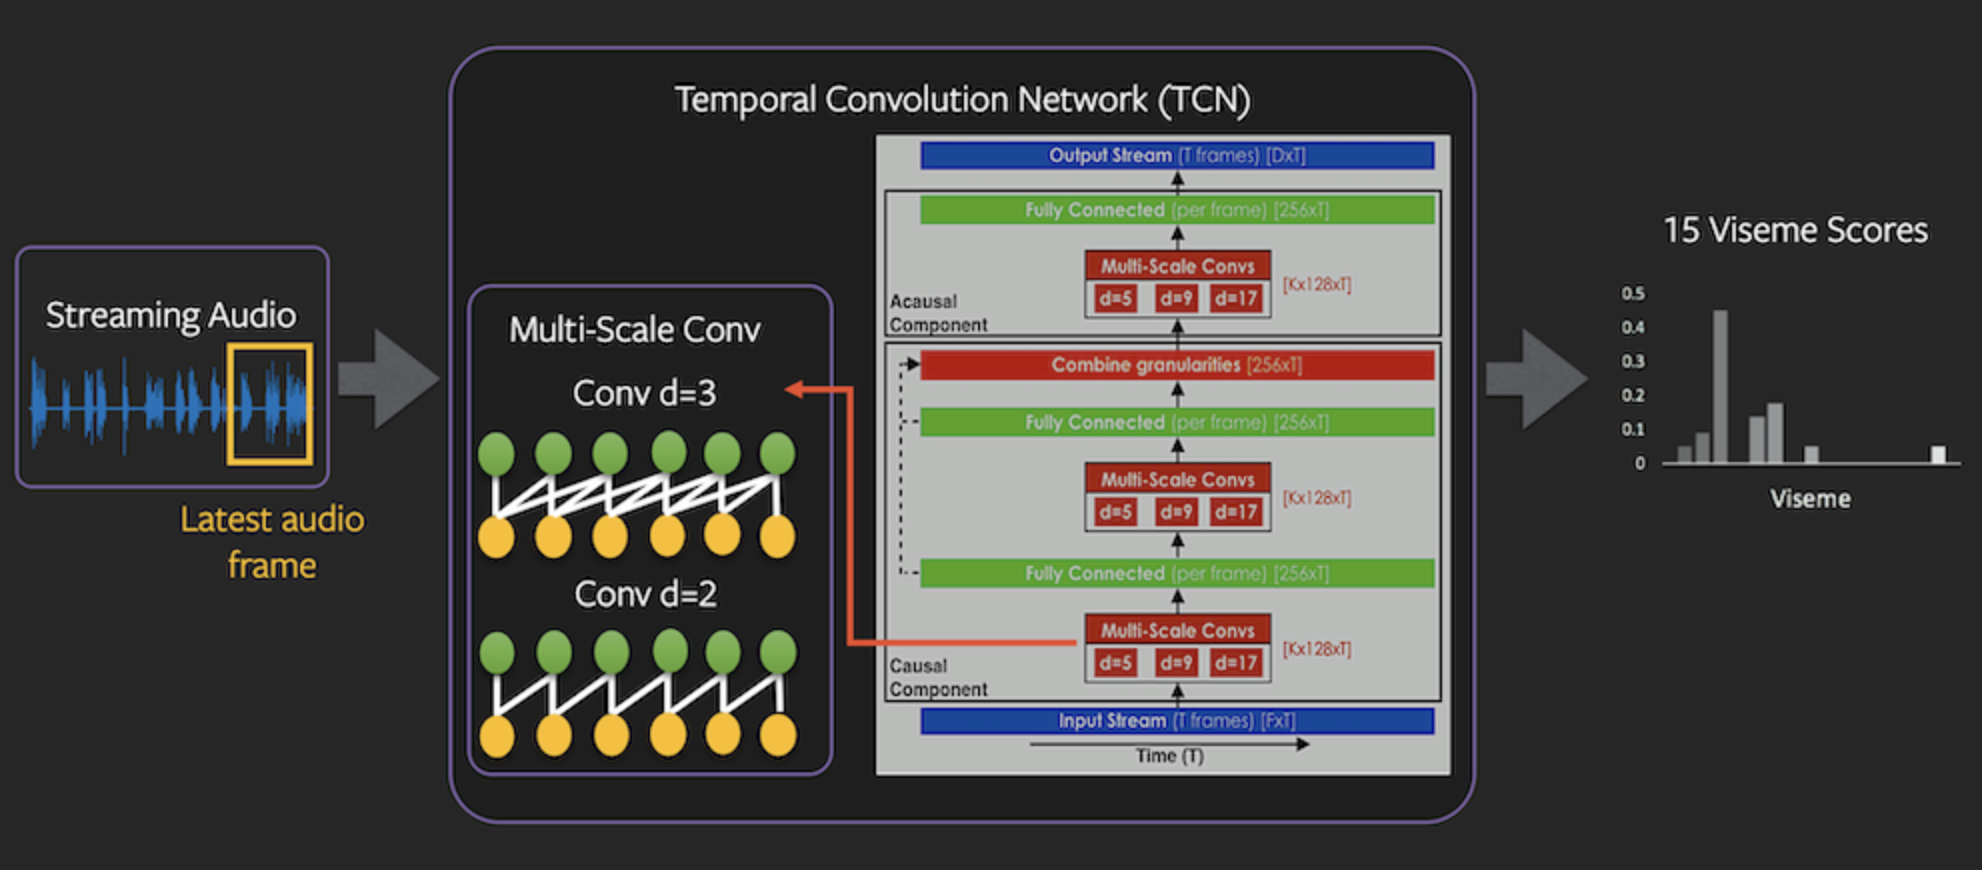 Temporal Convolution Network (TCN)
Streaming Audio
Latest audio
frame
Multi-Scale Conv
Conv d=3
Conv d=2
Output Stream (T frames) [DxT]
Fully Connected (per frame) [256xT]
Multi-Scale Convs
d=5 d=9 d=17
[Kx128xT]
Acausal
Component
Combine granularities [256xT]
Fully Connected (per frame) [256xT]
Multi-Scale Convs
d=5 d=9 d=17
[Kx128xT]
Fully Connected (per frame) [256xT]
Multi-Scale Convs
d=5 d=9 d=17
[Kx128xT]
Causal
Component
Input Stream (T frames) [FxT]
Time (T)
15 Viseme Scores
0.5
0.4
0.3
0.2
0.1
0
Viseme